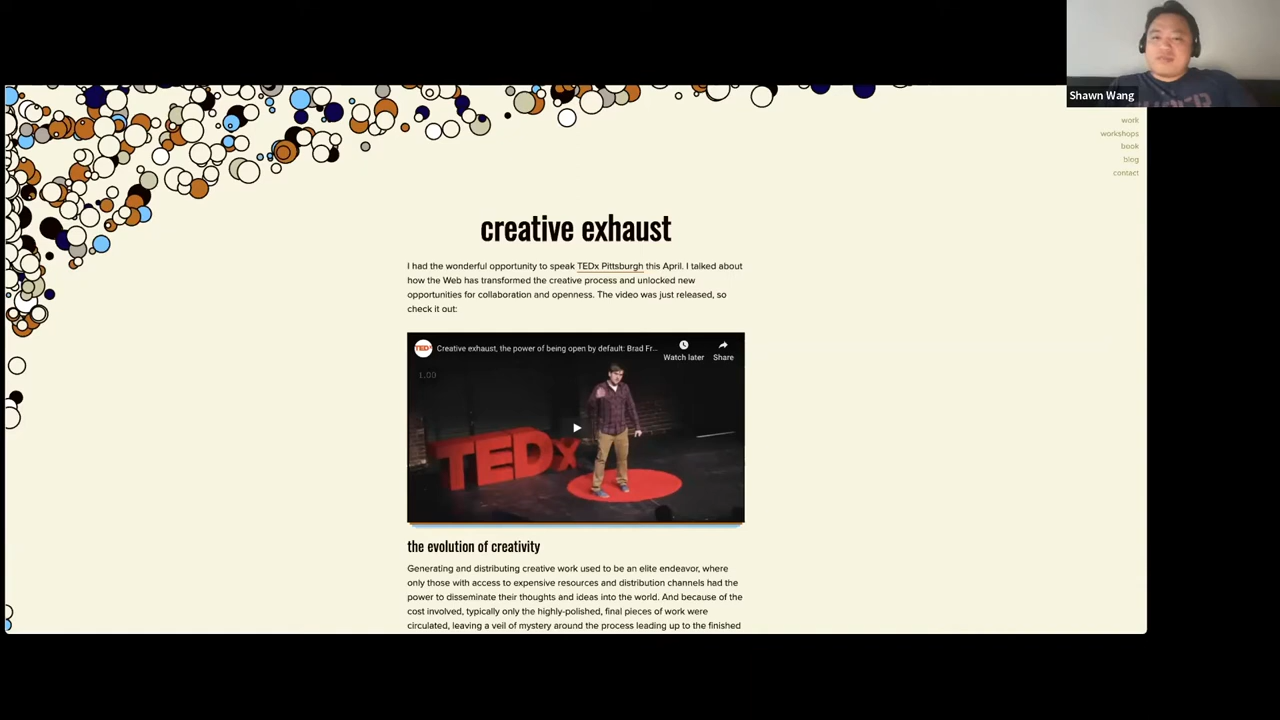 Shawn Wang
work
workshops
book
blog
contact
creative exhaust
I had the wonderful opportunity to speak TEDx Pittsburgh this April. I talked about
how the Web has transformed the creative process and unlocked new
opportunities for collaboration and openness. The video was just released, so
check it out:
TEDx
Creative exhaust, the power of being open by default: Brad Fr...
Watch later
Share
1.00
TEDx
the evolution of creativity
Generating and distributing creative work used to be an elite endeavor, where
only those with access to expensive resources and distribution channels had the
power to disseminate their thoughts and ideas into the world. And because of the
cost involved, typically only the highly-polished, final pieces of work were
circulated, leaving a veil of mystery around the process leading up to the finished